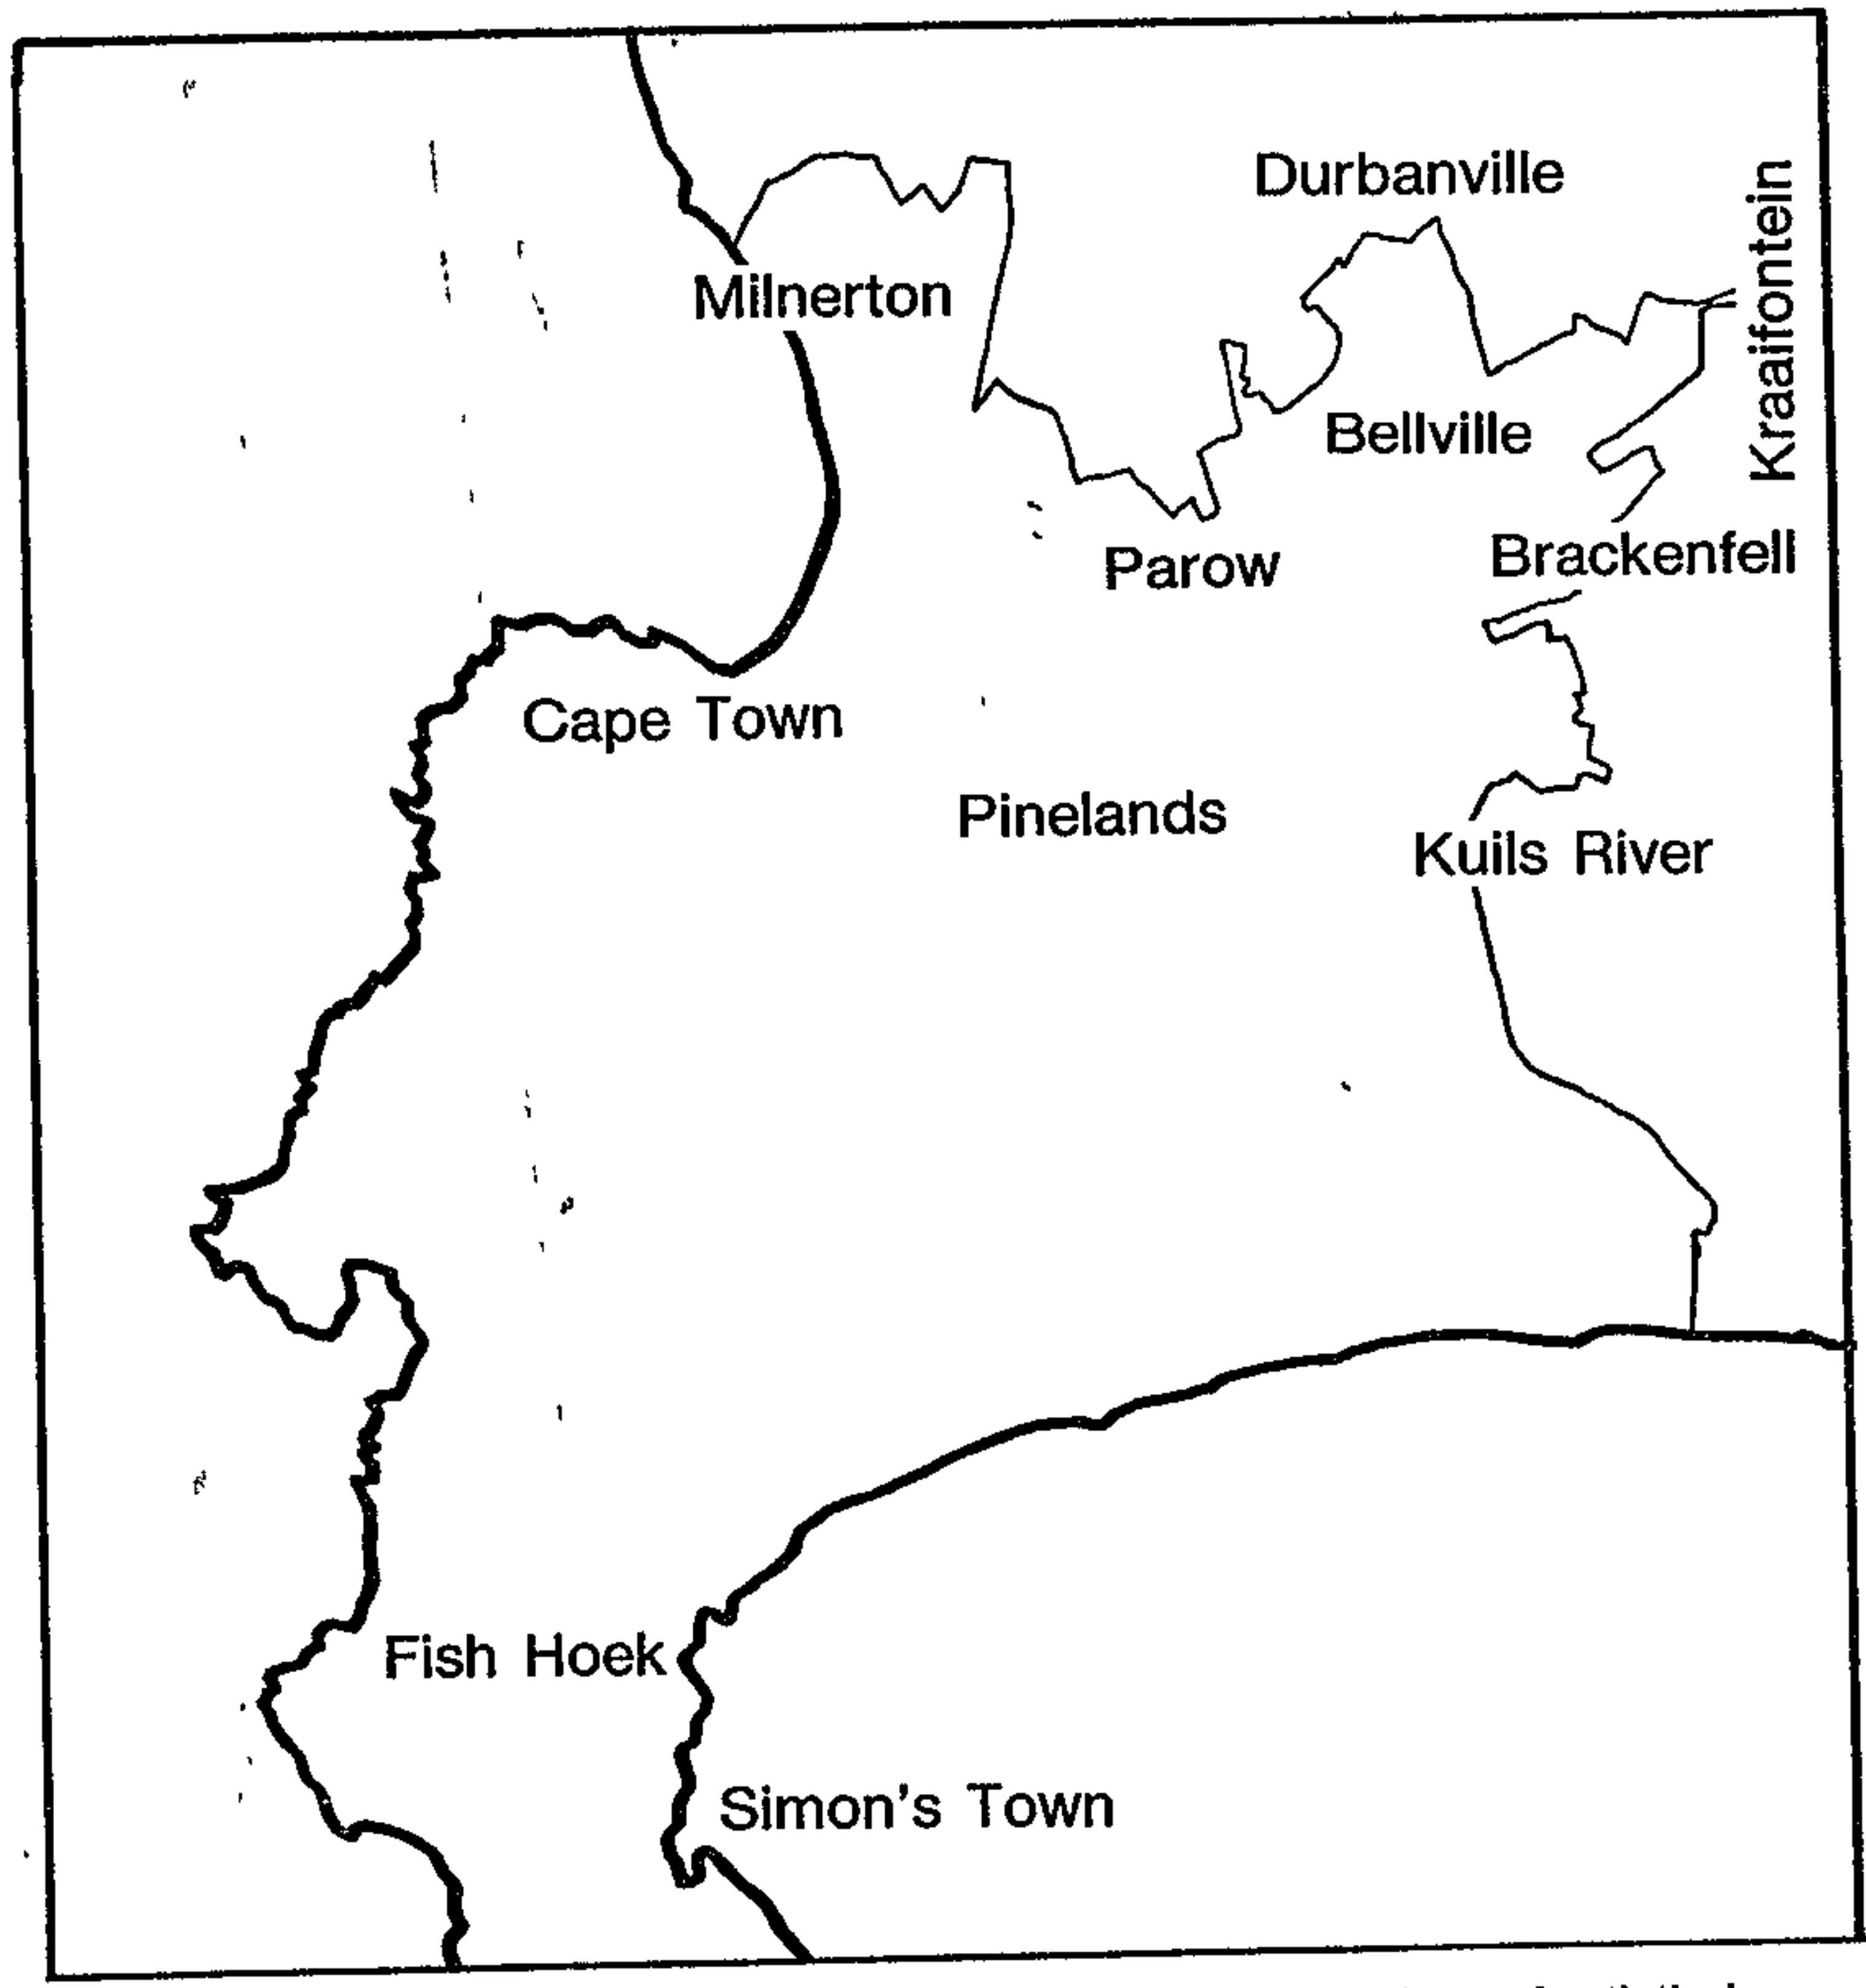 Durbanville
Kraaifontein
Milnerton
Bellville
Brackenfell
Parow
Cape Town
Pinelands
Kuils River
Fish Hoek
Simon's Town